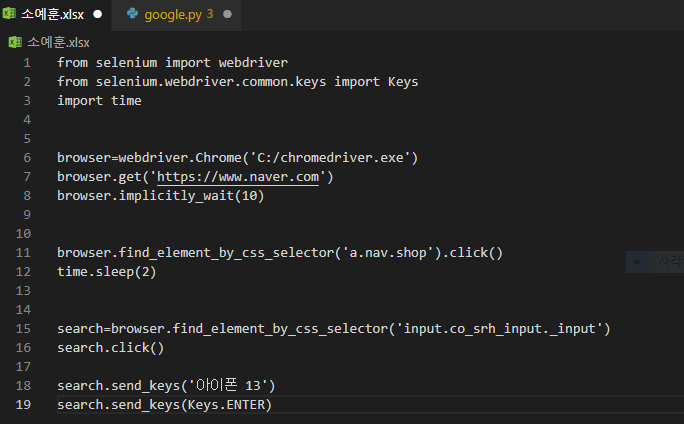 소예훈.xlsx
google.py 3
소예훈.xlsx
1 from selenium import webdriver
2 from selenium.webdriver.common.keys import Keys
3 import time
4
5
6 browser=webdriver.Chrome('C:/chromedriver.exe')
7 browser.get('https://www.naver.com')
8 browser.implicitly_wait(10)
9
10
11 browser.find_element_by_css_selector('a.nav.shop').click()
12 time.sleep(2)
13
14
15 search=browser.find_element_by_css_selector('input.co_srh_input._input')
16 search.click()
17
18 search.send_keys('아이폰 13')
19 search.send_keys(Keys.ENTER)
사각